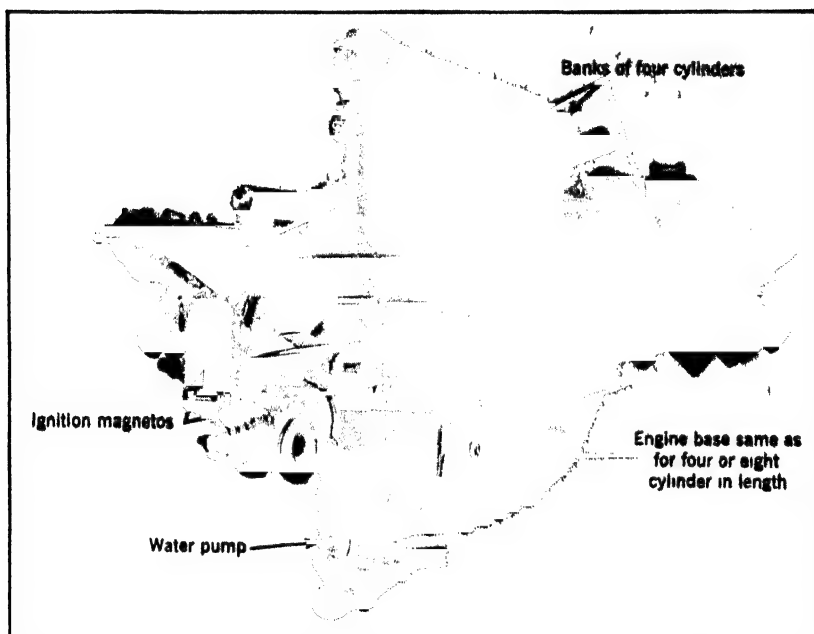 Banks of four cylinders
Ignition magnetos
Engine base same as
for four or eight
cylinder in length
Water pump